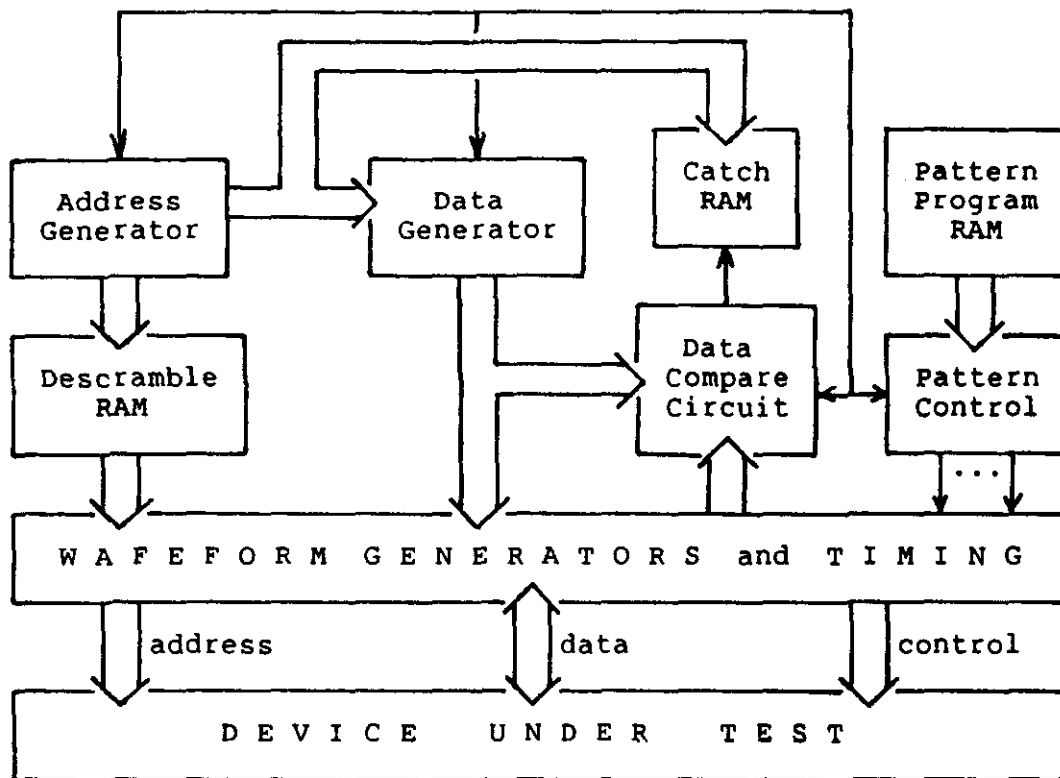 Address
Generator
Data
Generator
Catch
RAM
Pattern
Program
RAM
Descramble
RAM
Data
Compare
Circuit
Pattern
Control
...
W A F E F O R M G E N E R A T O R S and T I M I N G
address
data
control
D E V I C E U N D E R T E S T